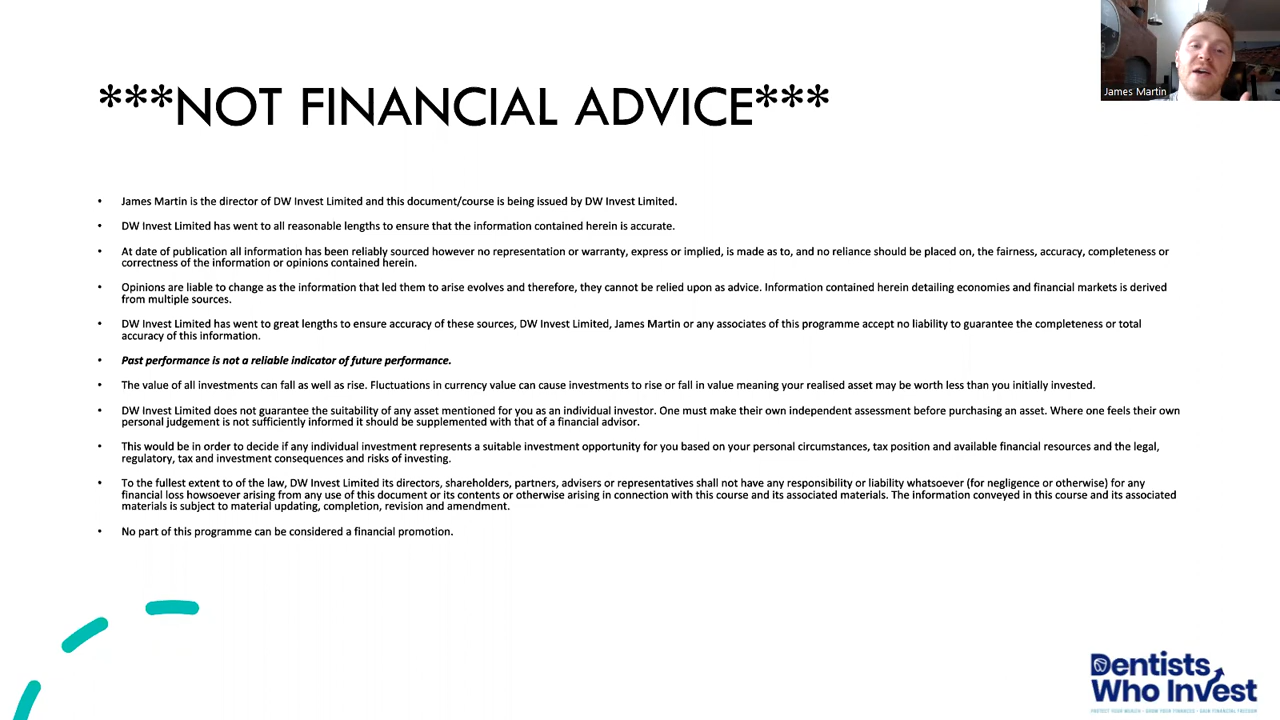 James Martin
***NOT FINANCIAL ADVICE***
• James Martin is the director of DW Invest Limited and this document/course is being issued by DW Invest Limited.
• DW Invest Limited has went to all reasonable lengths to ensure that the information contained herein is accurate.
• At date of publication all information has been reliably sourced however no representation or warranty, express or implied, is made as to, and no reliance should be placed on, the fairness, accuracy, completeness or
correctness of the information or opinions contained herein.
• Opinions are liable to change as the information that led them to arise evolves and therefore, they cannot be relied upon as advice. Information contained herein detailing economies and financial markets is derived
from multiple sources.
• DW Invest Limited has went to great lengths to ensure accuracy of these sources, DW Invest Limited, James Martin or any associates of this programme accept no liability to guarantee the completeness or total
accuracy of this information.
• Past performance is not a reliable indicator of future performance.
• The value of all investments can fall as well as rise. Fluctuations in currency value can cause investments to rise or fall in value meaning your realised asset may be worth less than you initially invested.
• DW Invest Limited does not guarantee the suitability of any asset mentioned for you as an individual investor. One must make their own independent assessment before purchasing an asset. Where one feels their own
personal judgement is not sufficiently informed it should be supplemented with that of a financial advisor.
• This would be in order to decide if any individual investment represents a suitable investment opportunity for you based on your personal circumstances, tax position and available financial resources and the legal,
regulatory, tax and investment consequences and risks of investing.
• To the fullest extent to of the law, DW Invest Limited its directors, shareholders, partners, advisers or representatives shall not have any responsibility or liability whatsoever (for negligence or otherwise) for any
financial loss howsoever arising from any use of this document or its contents or otherwise arising in connection with this course and its associated materials. The information conveyed in this course and its associated
materials is subject to material updating, completion, revision and amendment.
• No part of this programme can be considered a financial promotion.
Dentists
Who Invest
PROTECT YOUR WEALTH - GROW YOUR FINANCES - GAIN FINANCIAL FREEDOM